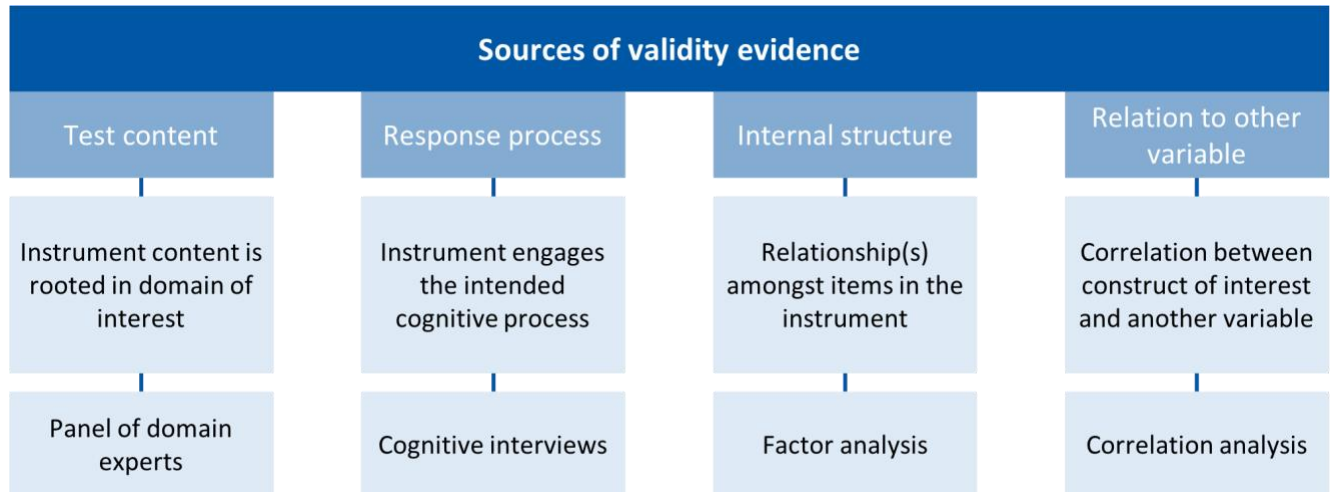 Sources of validity evidence
Test content
Response process
Internal structure
Relation to other
variable
Instrument content is
rooted in domain of
interest
Instrument engages
the intended
cognitive process
Relationship(s)
amongst items in the
instrument
Correlation between
construct of interest
and another variable
Panel of domain
experts
Cognitive interviews
Factor analysis
Correlation analysis